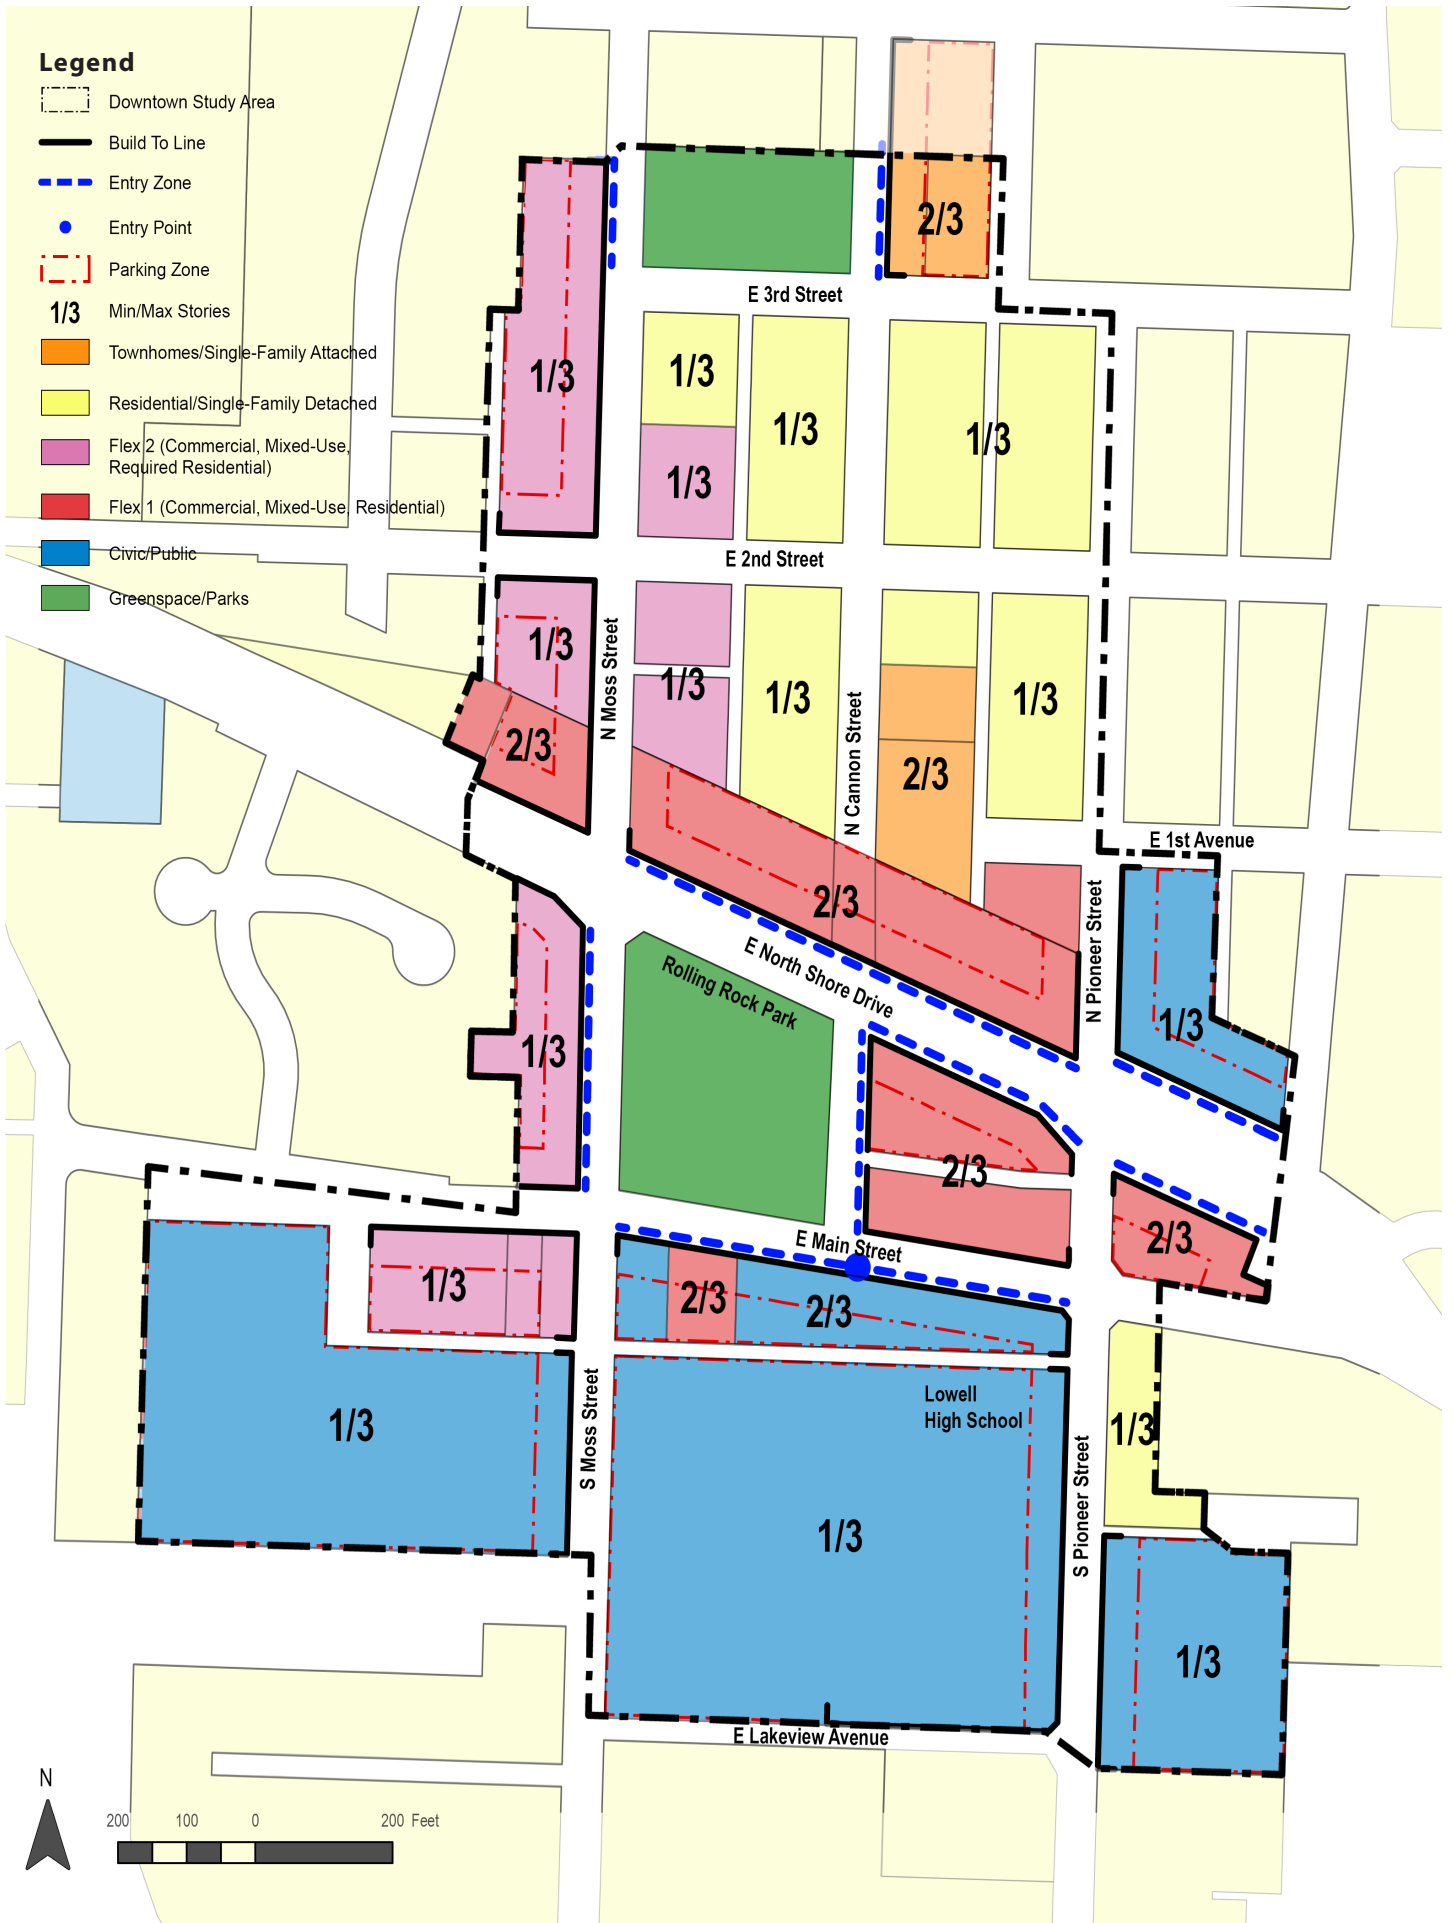 Legend
Downtown Study Area
Build To Line
Entry Zone
Entry Point
Parking Zone
1/3 Min/Max Stories
Townhomes/Single-Family Attached
Residential/Single-Family Detached
Flex 2 (Commercial, Mixed-Use,
Required Residential)
Flex 1 (Commercial, Mixed-Use, Residential)
Civic/Public
Greenspace/Parks
2/3
E 3rd Street
1/3
1/3
1/3
1/3
1/3
E 2nd Street
1/3
N Moss Street
1/3
1/3
N Cannon Street
1/3
2/3
2/3
E 1st Avenue
2/3
N Pioneer Street
E North Shore Drive
Rolling Rock Park
1/3
1/3
2/3
2/3
E Main Street
1/3
2/3
2/3
1/3
S Moss Street
Lowell
High School
S Pioneer Street
1/3
1/3
1/3
E Lakeview Avenue
N
200 100 0 200 Feet